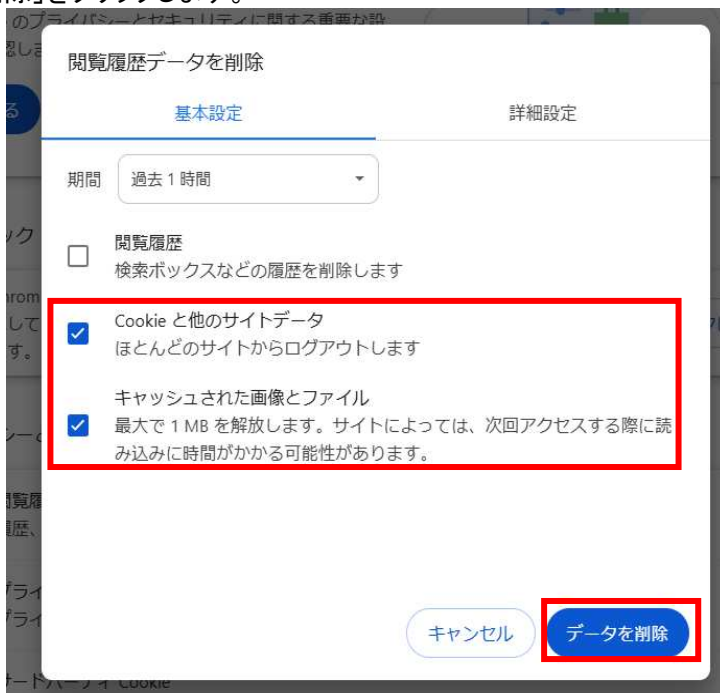 閲覧履歴データを削除
基本設定
詳細設定
期間
過去 1 時間
閲覧履歴
検索ボックスなどの履歴を削除します
Cookie と他のサイトデータ
ほとんどのサイトからログアウトします
キャッシュされた画像とファイル
最大で 1 MB を解放します。サイトによっては、次回アクセスする際に読
み込みに時間がかかる可能性があります。
キャンセル
データを削除